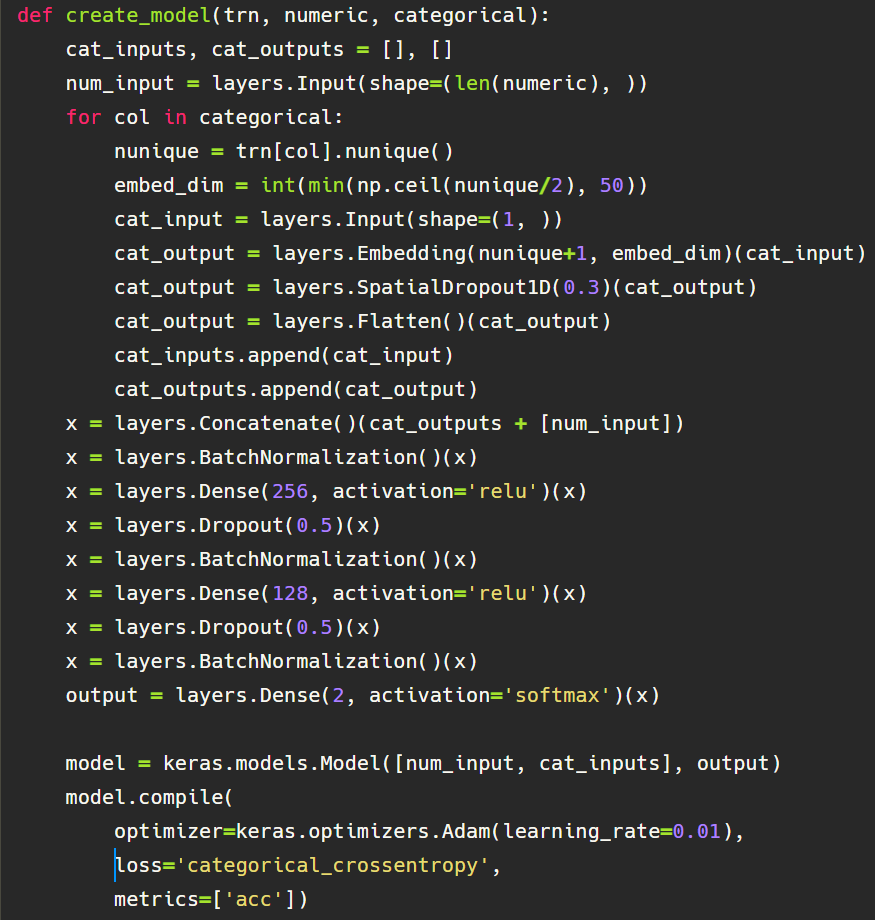 def create_model(trn, numeric, categorical):
    cat_inputs, cat_outputs = [], []
    num_input = layers.Input(shape=(len(numeric), ))
    for col in categorical:
        nunique = trn[col].nunique()
        embed_dim = int(min(np.ceil(nunique/2), 50))
        cat_input = layers.Input(shape=(1, ))
        cat_output = layers.Embedding(nunique+1, embed_dim)(cat_input)
        cat_output = layers.SpatialDropout1D(0.3)(cat_output)
        cat_output = layers.Flatten()(cat_output)
        cat_inputs.append(cat_input)
        cat_outputs.append(cat_output)
    x = layers.Concatenate()(cat_outputs + [num_input])
    x = layers.BatchNormalization()(x)
    x = layers.Dense(256, activation='relu')(x)
    x = layers.Dropout(0.5)(x)
    x = layers.BatchNormalization()(x)
    x = layers.Dense(128, activation='relu')(x)
    x = layers.Dropout(0.5)(x)
    x = layers.BatchNormalization()(x)
    output = layers.Dense(2, activation='softmax')(x)

    model = keras.models.Model([num_input, cat_inputs], output)
    model.compile(
        optimizer=keras.optimizers.Adam(learning_rate=0.01),
        loss='categorical_crossentropy',
        metrics=['acc'])